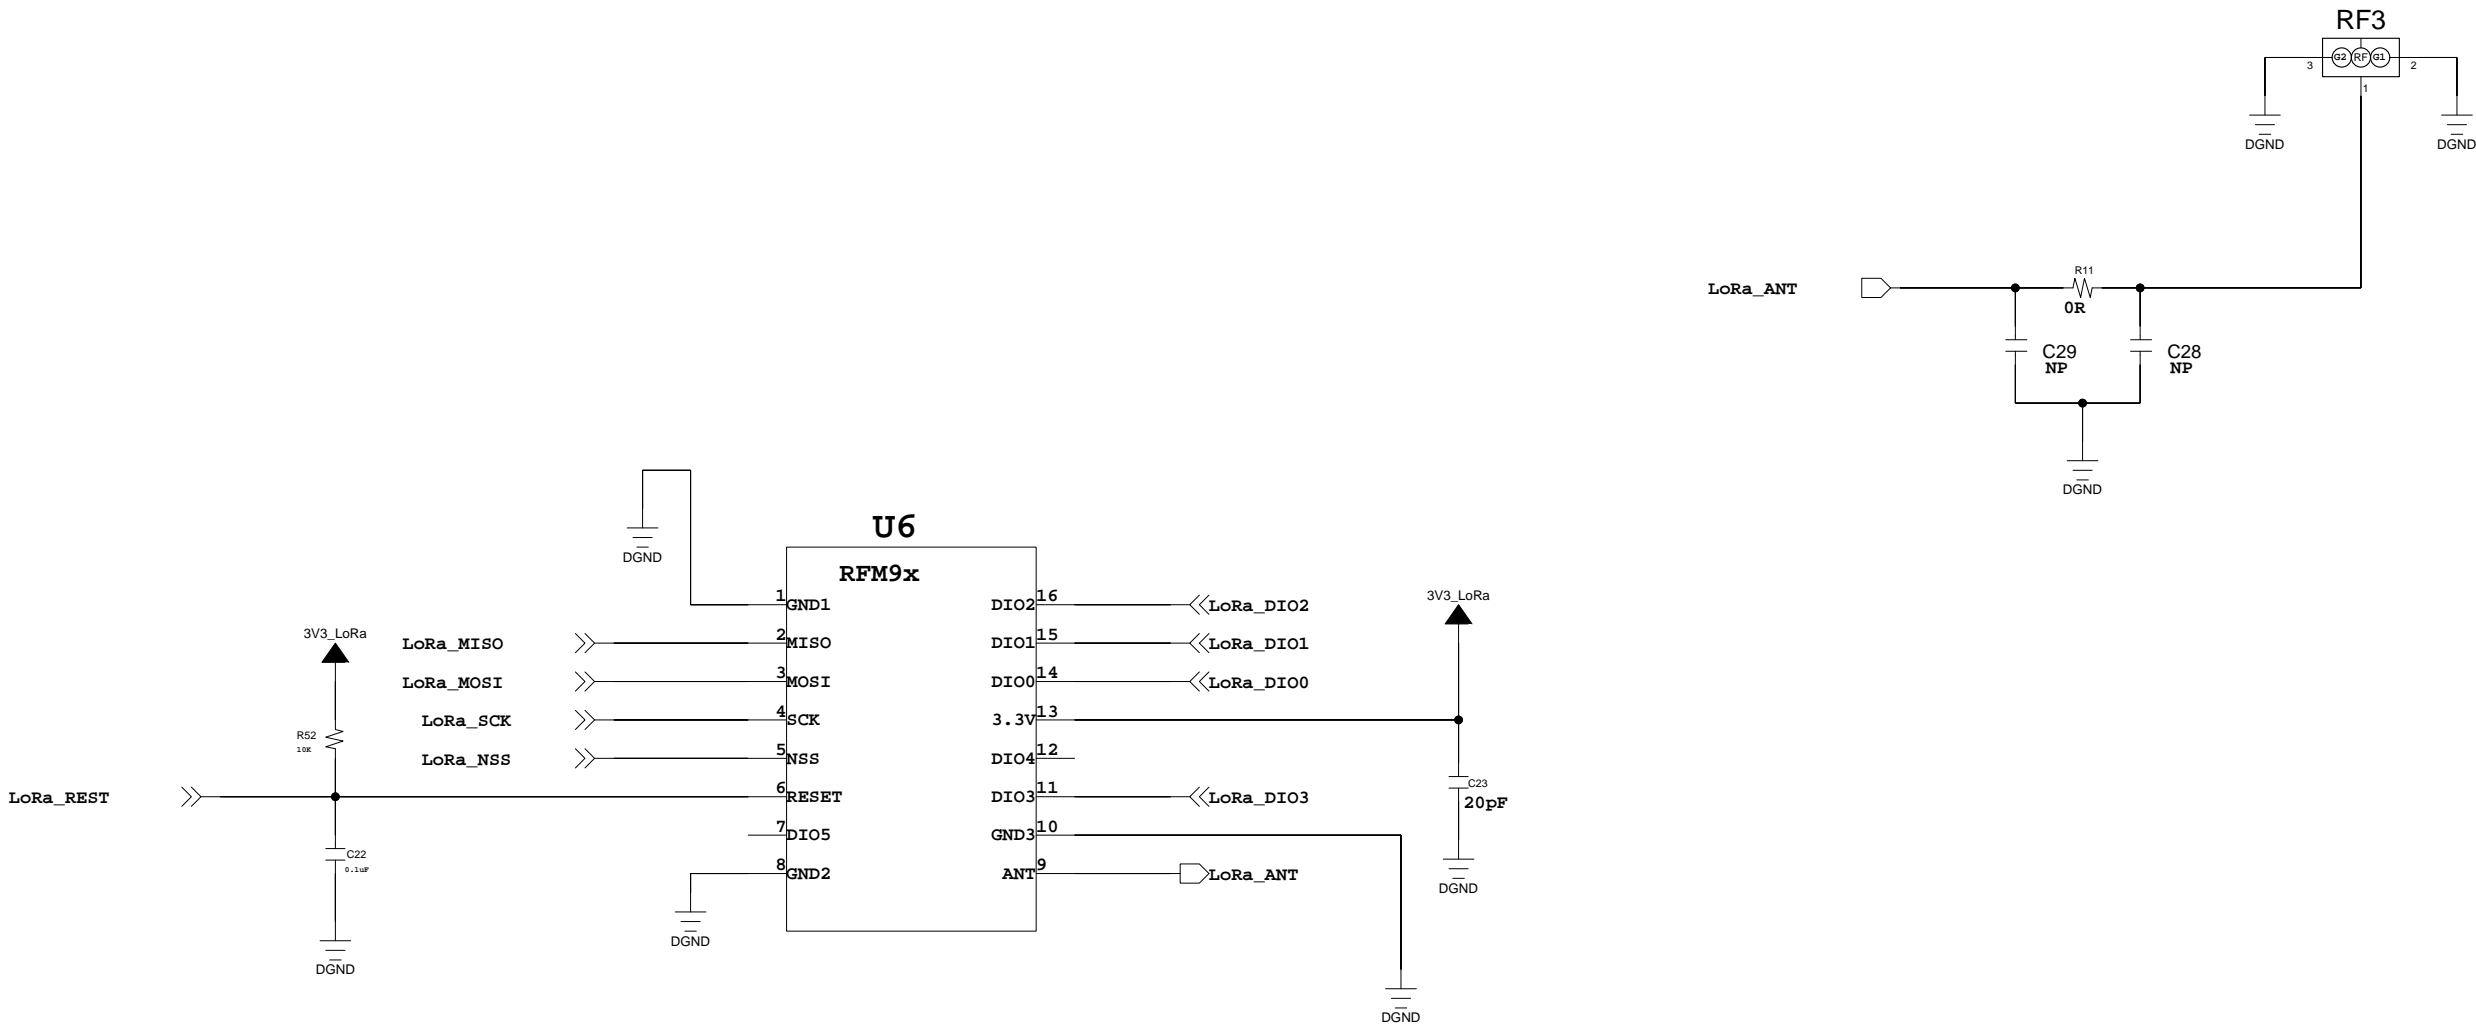 RF3
G2 RF G1
3
2
1
DGND
DGND
R11
LoRa_ANT
0R
C29
NP
C28
NP
DGND
U6
DGND
RFM9x
3V3_LoRa
1 GND1
DIO2 16
LoRa_DIO2
3V3_LoRa
LoRa_MISO
2 MISO
DIO1 15
LoRa_DIO1
LoRa_MOSI
3 MOSI
DIO0 14
LoRa_DIO0
LoRa_SCK
4 SCK
3.3V 13
R52
10K
LoRa_NSS
5 NSS
DIO4 12
LoRa_REST
6 RESET
DIO3 11
LoRa_DIO3
C23
20pF
7 DIO5
GND3 10
C22
0.1uF
8 GND2
ANT 9
LoRa_ANT
DGND
DGND
DGND
DGND